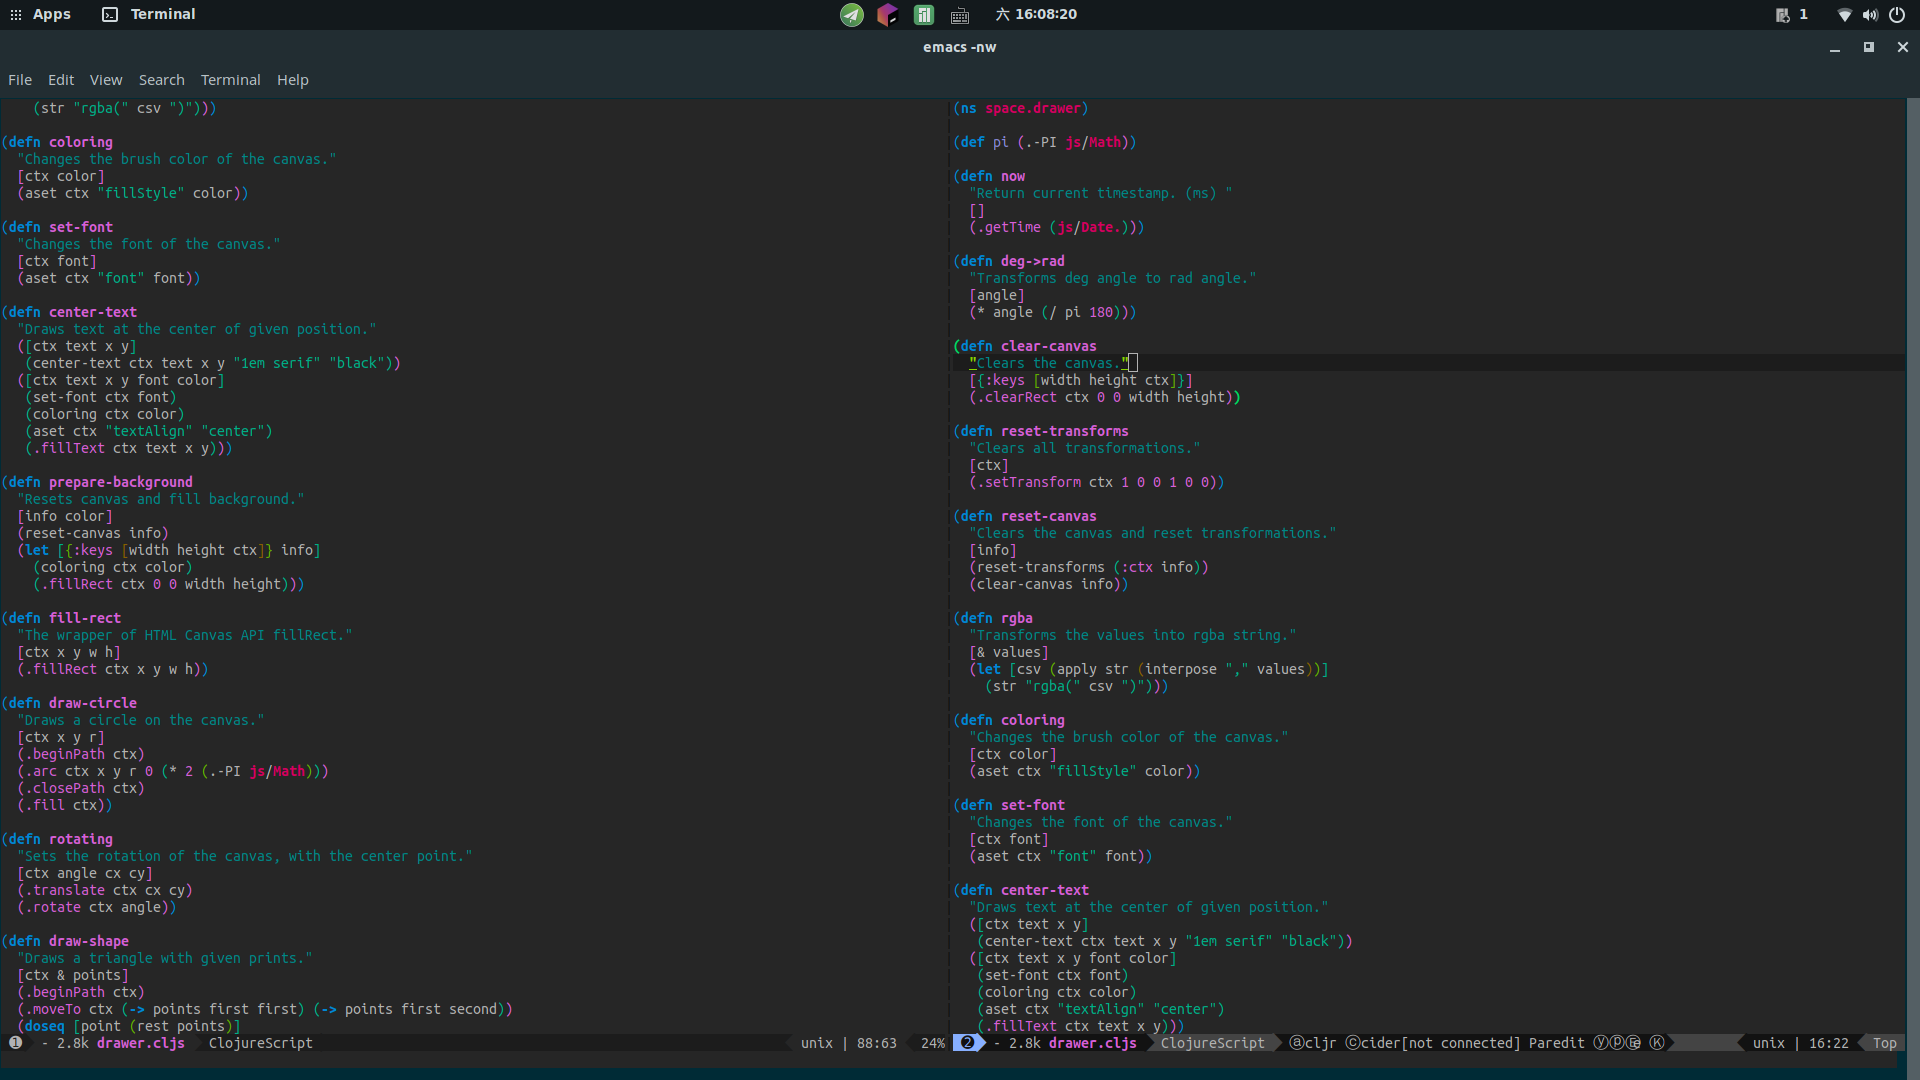 Apps Terminal 六 16:08:20 1
emacs -nw
File Edit View Search Terminal Help
(str "rgba(" csv ")")))
(defn coloring
"Changes the brush color of the canvas."
[ctx color]
(aset ctx "fillStyle" color))
(defn set-font
"Changes the font of the canvas."
[ctx font]
(aset ctx "font" font))
(defn center-text
"Draws text at the center of given position."
([ctx text x y]
(center-text ctx text x y "1em serif" "black"))
([ctx text x y font color]
(set-font ctx font)
(coloring ctx color)
(aset ctx "textAlign" "center")
(.fillText ctx text x y)))
(defn prepare-background
"Resets canvas and fill background."
[info color]
(reset-canvas info)
(let [{:keys [width height ctx]} info]
(coloring ctx color)
(.fillRect ctx 0 0 width height)))
(defn fill-rect
"The wrapper of HTML Canvas API fillRect."
[ctx x y w h]
(.fillRect ctx x y w h))
(defn draw-circle
"Draws a circle on the canvas."
[ctx x y r]
(.beginPath ctx)
(.arc ctx x y r 0 (* 2 (.-PI js/Math)))
(.closePath ctx)
(.fill ctx))
(defn rotating
"Sets the rotation of the canvas, with the center point."
[ctx angle cx cy]
(.translate ctx cx cy)
(.rotate ctx angle))
(defn draw-shape
"Draws a triangle with given prints."
[ctx & points]
(.beginPath ctx)
(.moveTo ctx (-> points first first) (-> points first second))
(doseq [point (rest points)]
❶ - 2.8k drawer.cljs ClojureScript unix | 88:63 24%
(ns space.drawer)
(def pi (.-PI js/Math))
(defn now
"Return current timestamp. (ms) "
[]
(.getTime (js/Date.)))
(defn deg->rad
"Transforms deg angle to rad angle."
[angle]
(* angle (/ pi 180)))
(defn clear-canvas
"Clears the canvas."
[{:keys [width height ctx]}]
(.clearRect ctx 0 0 width height))
(defn reset-transforms
"Clears all transformations."
[ctx]
(.setTransform ctx 1 0 0 1 0 0))
(defn reset-canvas
"Clears the canvas and reset transformations."
[info]
(reset-transforms (:ctx info))
(clear-canvas info))
(defn rgba
"Transforms the values into rgba string."
[& values]
(let [csv (apply str (interpose "," values))]
(str "rgba(" csv ")")))
(defn coloring
"Changes the brush color of the canvas."
[ctx color]
(aset ctx "fillStyle" color))
(defn set-font
"Changes the font of the canvas."
[ctx font]
(aset ctx "font" font))
(defn center-text
"Draws text at the center of given position."
([ctx text x y]
(center-text ctx text x y "1em serif" "black"))
([ctx text x y font color]
(set-font ctx font)
(coloring ctx color)
(aset ctx "textAlign" "center")
(.fillText ctx text x y)))
❷ - 2.8k drawer.cljs ClojureScript ⓐcljr ⓒcider[not connected] Paredit ⓨⓟ Ⓚ unix | 16:22 Top